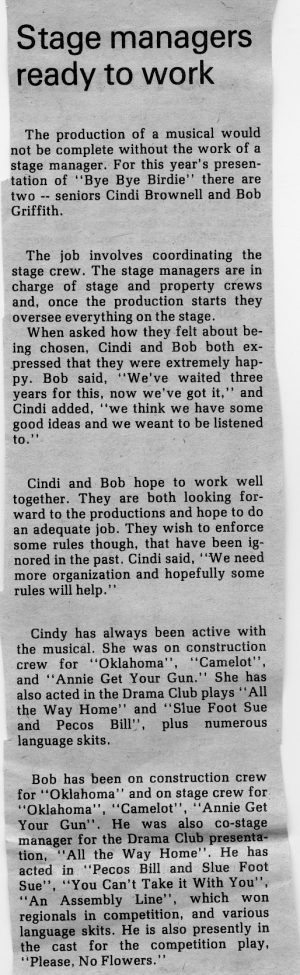 Stage managers
ready to work
The production of a musical would
not be complete without the work of a
stage manager. For this year's presen-
tation of "Bye Bye Birdie" there are
two -- seniors Cindi Brownell and Bob
Griffith.
The job involves coordinating the
stage crew. The stage managers are in
charge of stage and property crews
and, once the production starts they
oversee everything on the stage.
When asked how they felt about be-
ing chosen, Cindi and Bob both ex-
pressed that they were extremely hap-
py. Bob said, "We've waited three
years for this, now we've got it," and
Cindi added, "we think we have some
good ideas and we weant to be listened
to."
Cindi and Bob hope to work well
together. They are both looking for-
ward to the productions and hope to do
an adequate job. They wish to enforce
some rules though, that have been ig-
nored in the past. Cindi said, "We need
more organization and hopefully some
rules will help."
Cindy has always been active with
the musical. She was on construction
crew for "Oklahoma", "Camelot",
and "Annie Get Your Gun." She has
also acted in the Drama Club plays "All
the Way Home" and "Slue Foot Sue
and Pecos Bill", plus numerous
language skits.
Bob has been on construction crew
for "Oklahoma" and on stage crew for
"Oklahoma", "Camelot", "Annie Get
Your Gun". He was also co-stage
manager for the Drama Club presenta-
tion, "All the Way Home". He has
acted in "Pecos Bill and Slue Foot
Sue", "You Can't Take it With You",
"An Assembly Line", which won
regionals in competition, and various
language skits. He is also presently in
the cast for the competition play,
"Please, No Flowers."